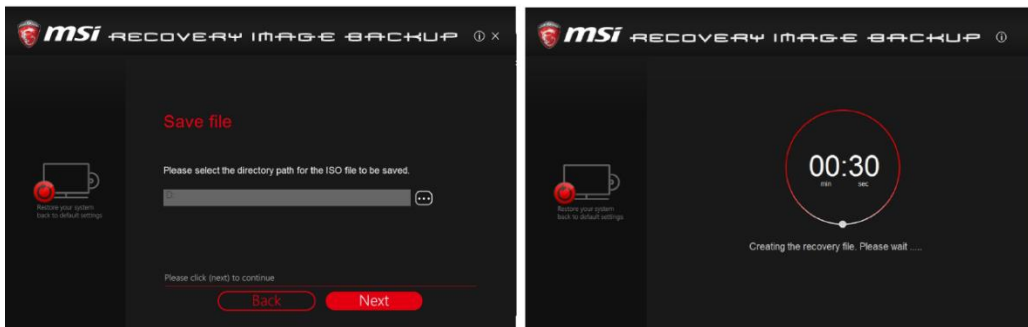 msi RECOVERY IMAGE BACKUP
Save file
Please select the directory path for the ISO file to be saved.
Restore your system
back to default settings
Please click (next) to continue
Back
Next
msi RECOVERY IMAGE BACKUP
00:30
min sec
Restore your system
back to default settings
Creating the recovery file. Please wait .....